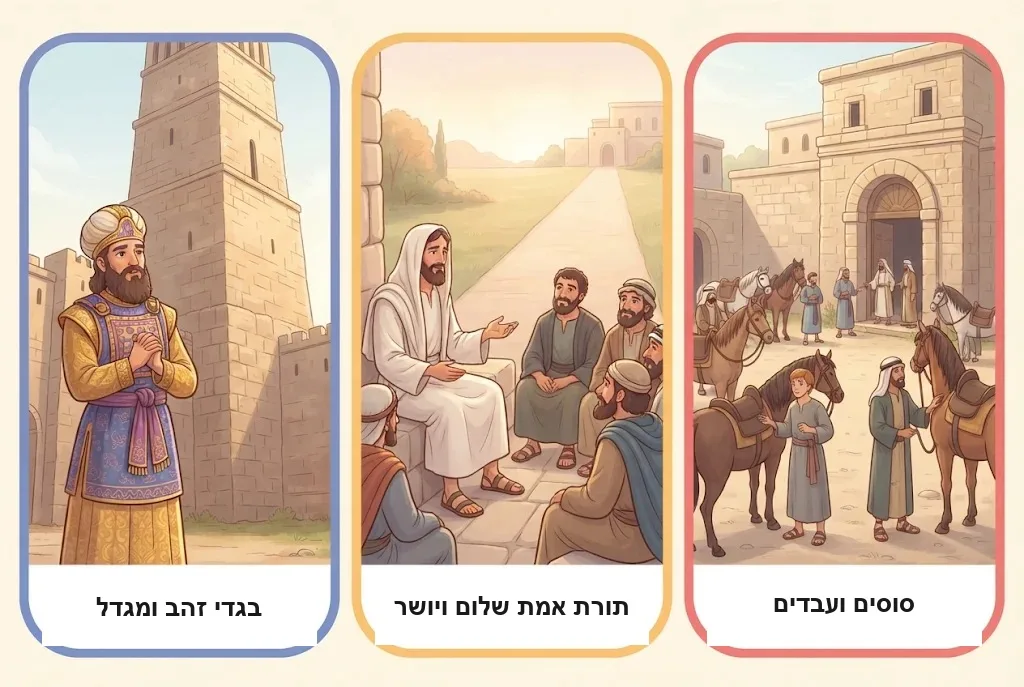 סוסים ועבדים
תורת אמת שלום ויושר
בגדי זהב ומגדל